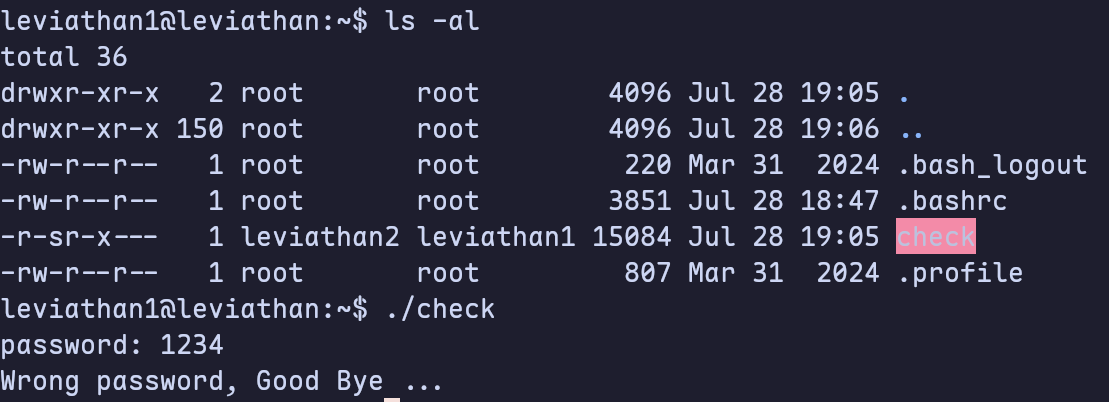 leviathan1@leviathan:~$ ls -al
total 36
drwxr-xr-x   2 root       root        4096 Jul 28 19:05 .
drwxr-xr-x 150 root       root        4096 Jul 28 19:06 ..
-rw-r--r--   1 root       root         220 Mar 31  2024 .bash_logout
-rw-r--r--   1 root       root        3851 Jul 28 18:47 .bashrc
-r-sr-x---   1 leviathan2 leviathan1 15084 Jul 28 19:05 check
-rw-r--r--   1 root       root         807 Mar 31  2024 .profile
leviathan1@leviathan:~$ ./check
password: 1234
Wrong password, Good Bye ...